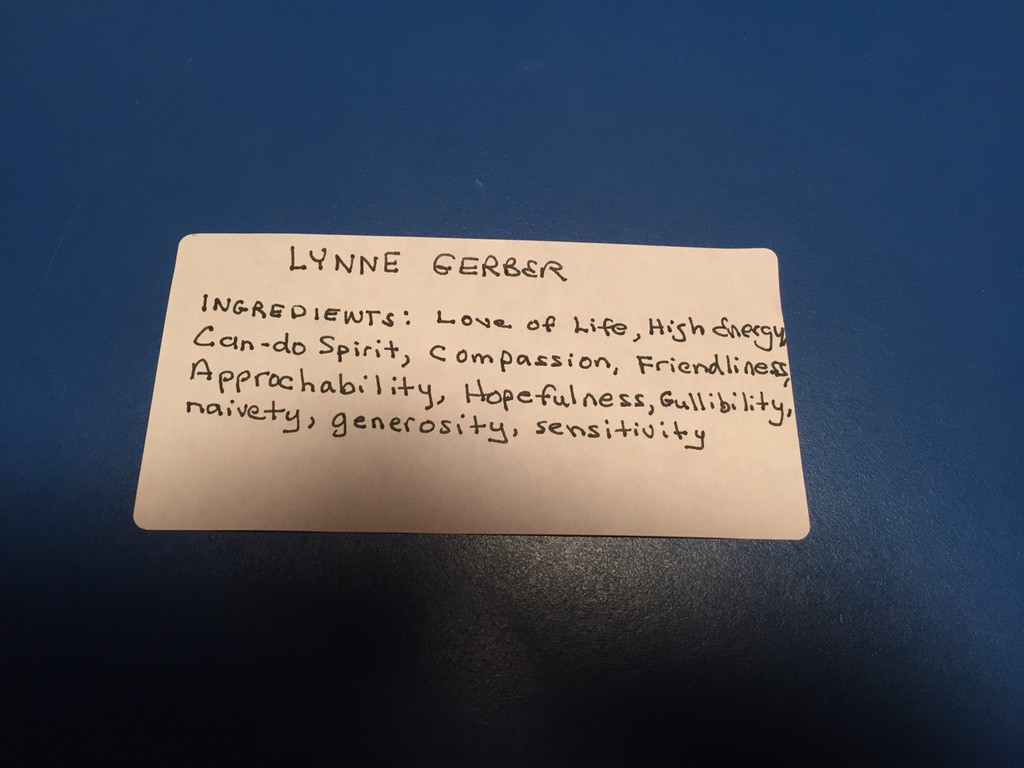 LYNNE GERBER
INGREDIENTS: Love of Life, High Energy
Can-do Spirit, Compassion, Friendliness,
Approchability, Hopefulness, Gullibility,
naivety, generosity, sensitivity